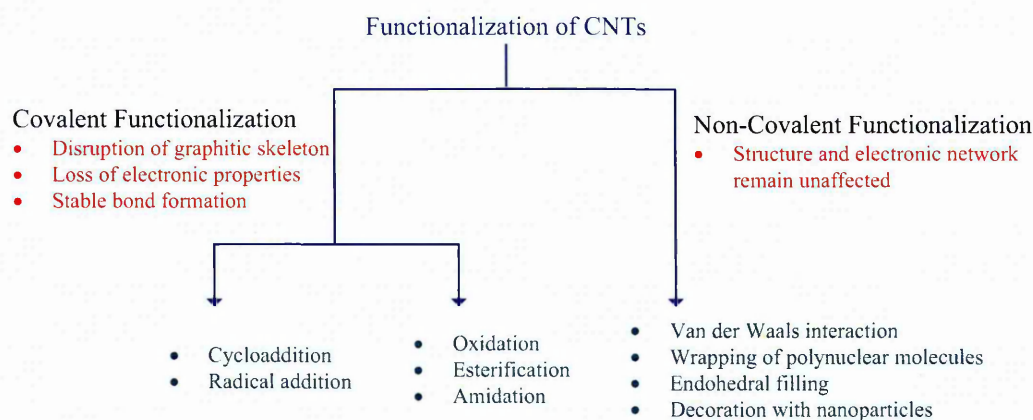 Functionalization of CNTs
Covalent Functionalization
• Disruption of graphitic skeleton
• Loss of electronic properties
• Stable bond formation
Non-Covalent Functionalization
• Structure and electronic network
remain unaffected
• Cycloaddition
• Radical addition
• Oxidation
• Esterification
• Amidation
• Van der Waals interaction
• Wrapping of polynuclear molecules
• Endohedral filling
• Decoration with nanoparticles